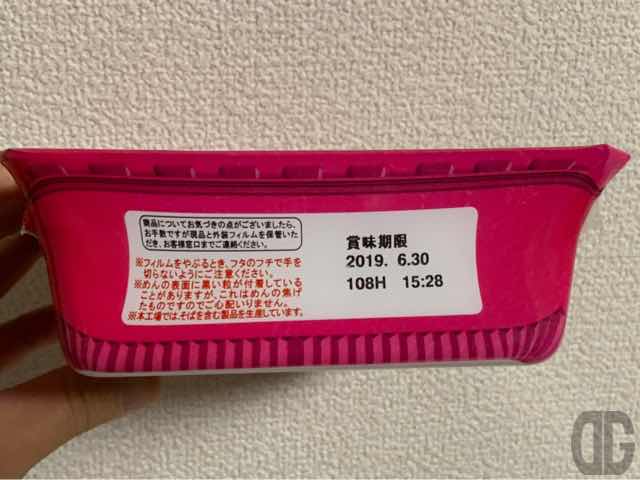 商品についてお気づきの点がございましたら、
お手数ですが現品と外装フィルムを保管いた
だき、お客様窓口までご連絡ください。
※フィルムをやぶるとき、フタのフチで手を
切らないようにご注意ください。
※めんの表面に黒い粒が付着している
ことがありますが、これはめんの焦げ
たものですのでご心配いりません。
※本工場では、そばを含む製品を生産しています。
賞味期限
2019. 6.30
108H 15:28
DG